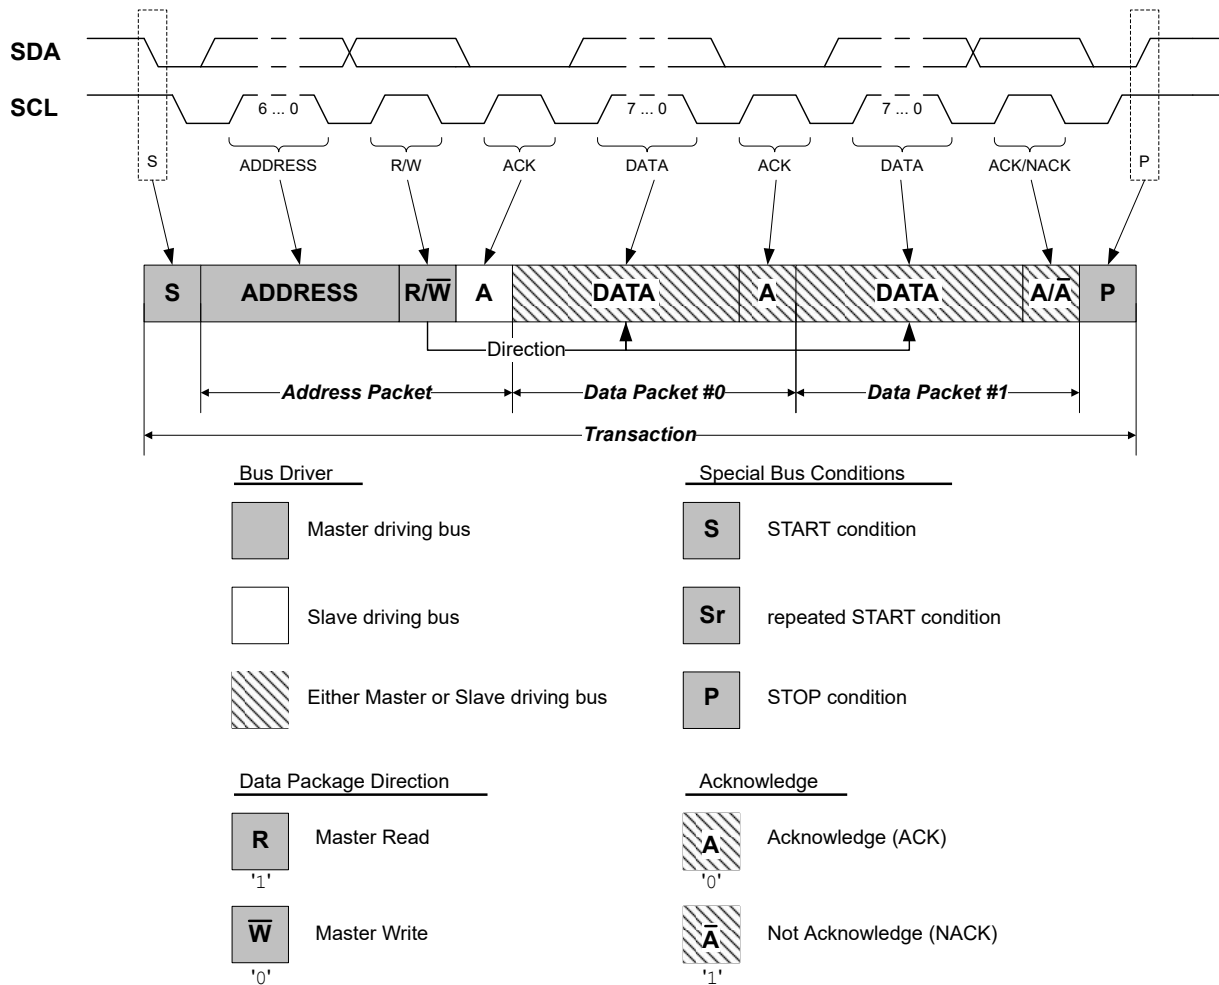 SDA
SCL
6 ... 0
7 ... 0
7 ... 0
S
ADDRESS
R/W
ACK
DATA
ACK
DATA
ACK/NACK
P
S
ADDRESS
R/W̅
A
DATA
A
DATA
A/A̅
P
Direction
Address Packet
Data Packet #0
Data Packet #1
Transaction
Bus Driver
Special Bus Conditions
Master driving bus
S
START condition
Slave driving bus
Sr
repeated START condition
Either Master or Slave driving bus
P
STOP condition
Data Package Direction
Acknowledge
R
Master Read
'1'
A
Acknowledge (ACK)
'0'
W̅
Master Write
'0'
A̅
Not Acknowledge (NACK)
'1'